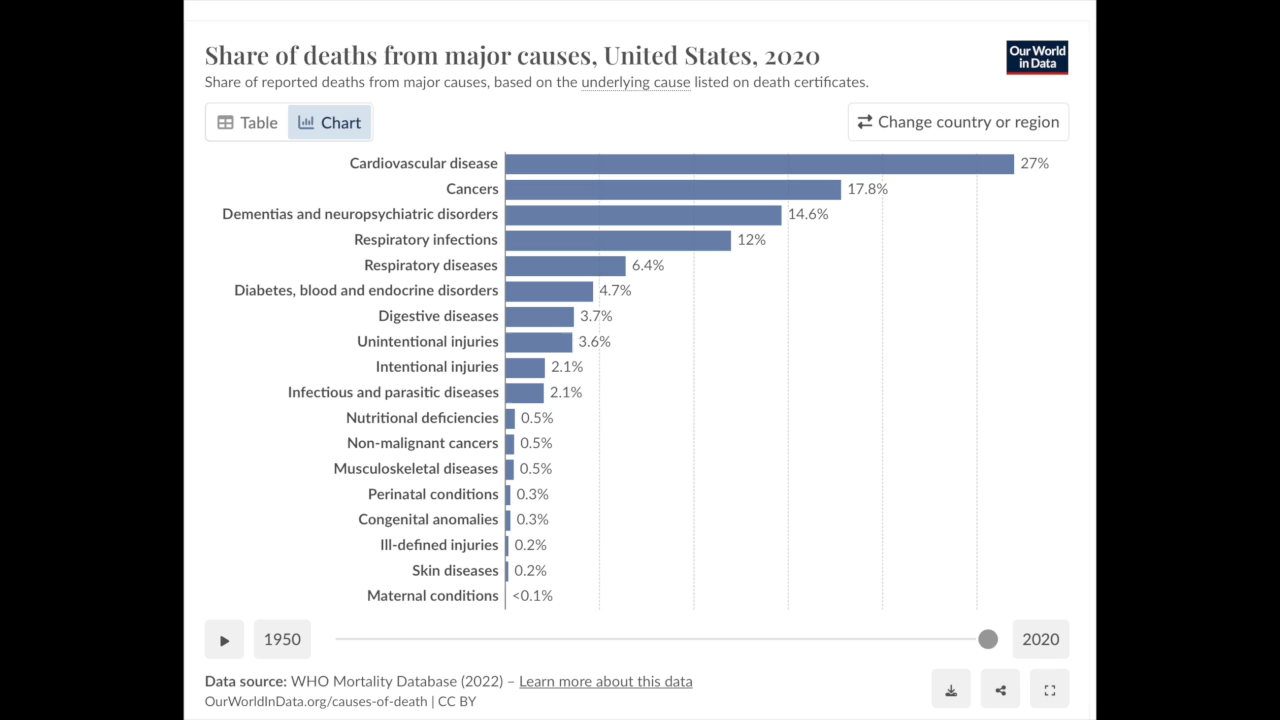 Share of deaths from major causes, United States, 2020
Our World
in Data
Share of reported deaths from major causes, based on the underlying cause listed on death certificates.
Table
Chart
Change country or region
Cardiovascular disease 27%
Cancers 17.8%
Dementias and neuropsychiatric disorders 14.6%
Respiratory infections 12%
Respiratory diseases 6.4%
Diabetes, blood and endocrine disorders 4.7%
Digestive diseases 3.7%
Unintentional injuries 3.6%
Intentional injuries 2.1%
Infectious and parasitic diseases 2.1%
Nutritional deficiencies 0.5%
Non-malignant cancers 0.5%
Musculoskeletal diseases 0.5%
Perinatal conditions 0.3%
Congenital anomalies 0.3%
Ill-defined injuries 0.2%
Skin diseases 0.2%
Maternal conditions <0.1%
1950
2020
Data source: WHO Mortality Database (2022) – Learn more about this data
OurWorldInData.org/causes-of-death | CC BY